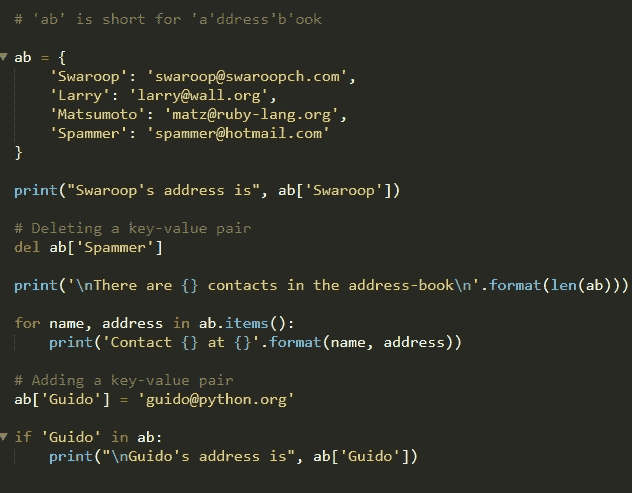 # 'ab' is short for 'a'ddress'b'ook
ab = {
    'Swaroop': 'swaroop@swaroopch.com',
    'Larry': 'larry@wall.org',
    'Matsumoto': 'matz@ruby-lang.org',
    'Spammer': 'spammer@hotmail.com'
}
print("Swaroop's address is", ab['Swaroop'])
# Deleting a key-value pair
del ab['Spammer']
print('\nThere are {} contacts in the address-book\n'.format(len(ab)))
for name, address in ab.items():
    print('Contact {} at {}'.format(name, address))
# Adding a key-value pair
ab['Guido'] = 'guido@python.org'
if 'Guido' in ab:
    print("\nGuido's address is", ab['Guido'])